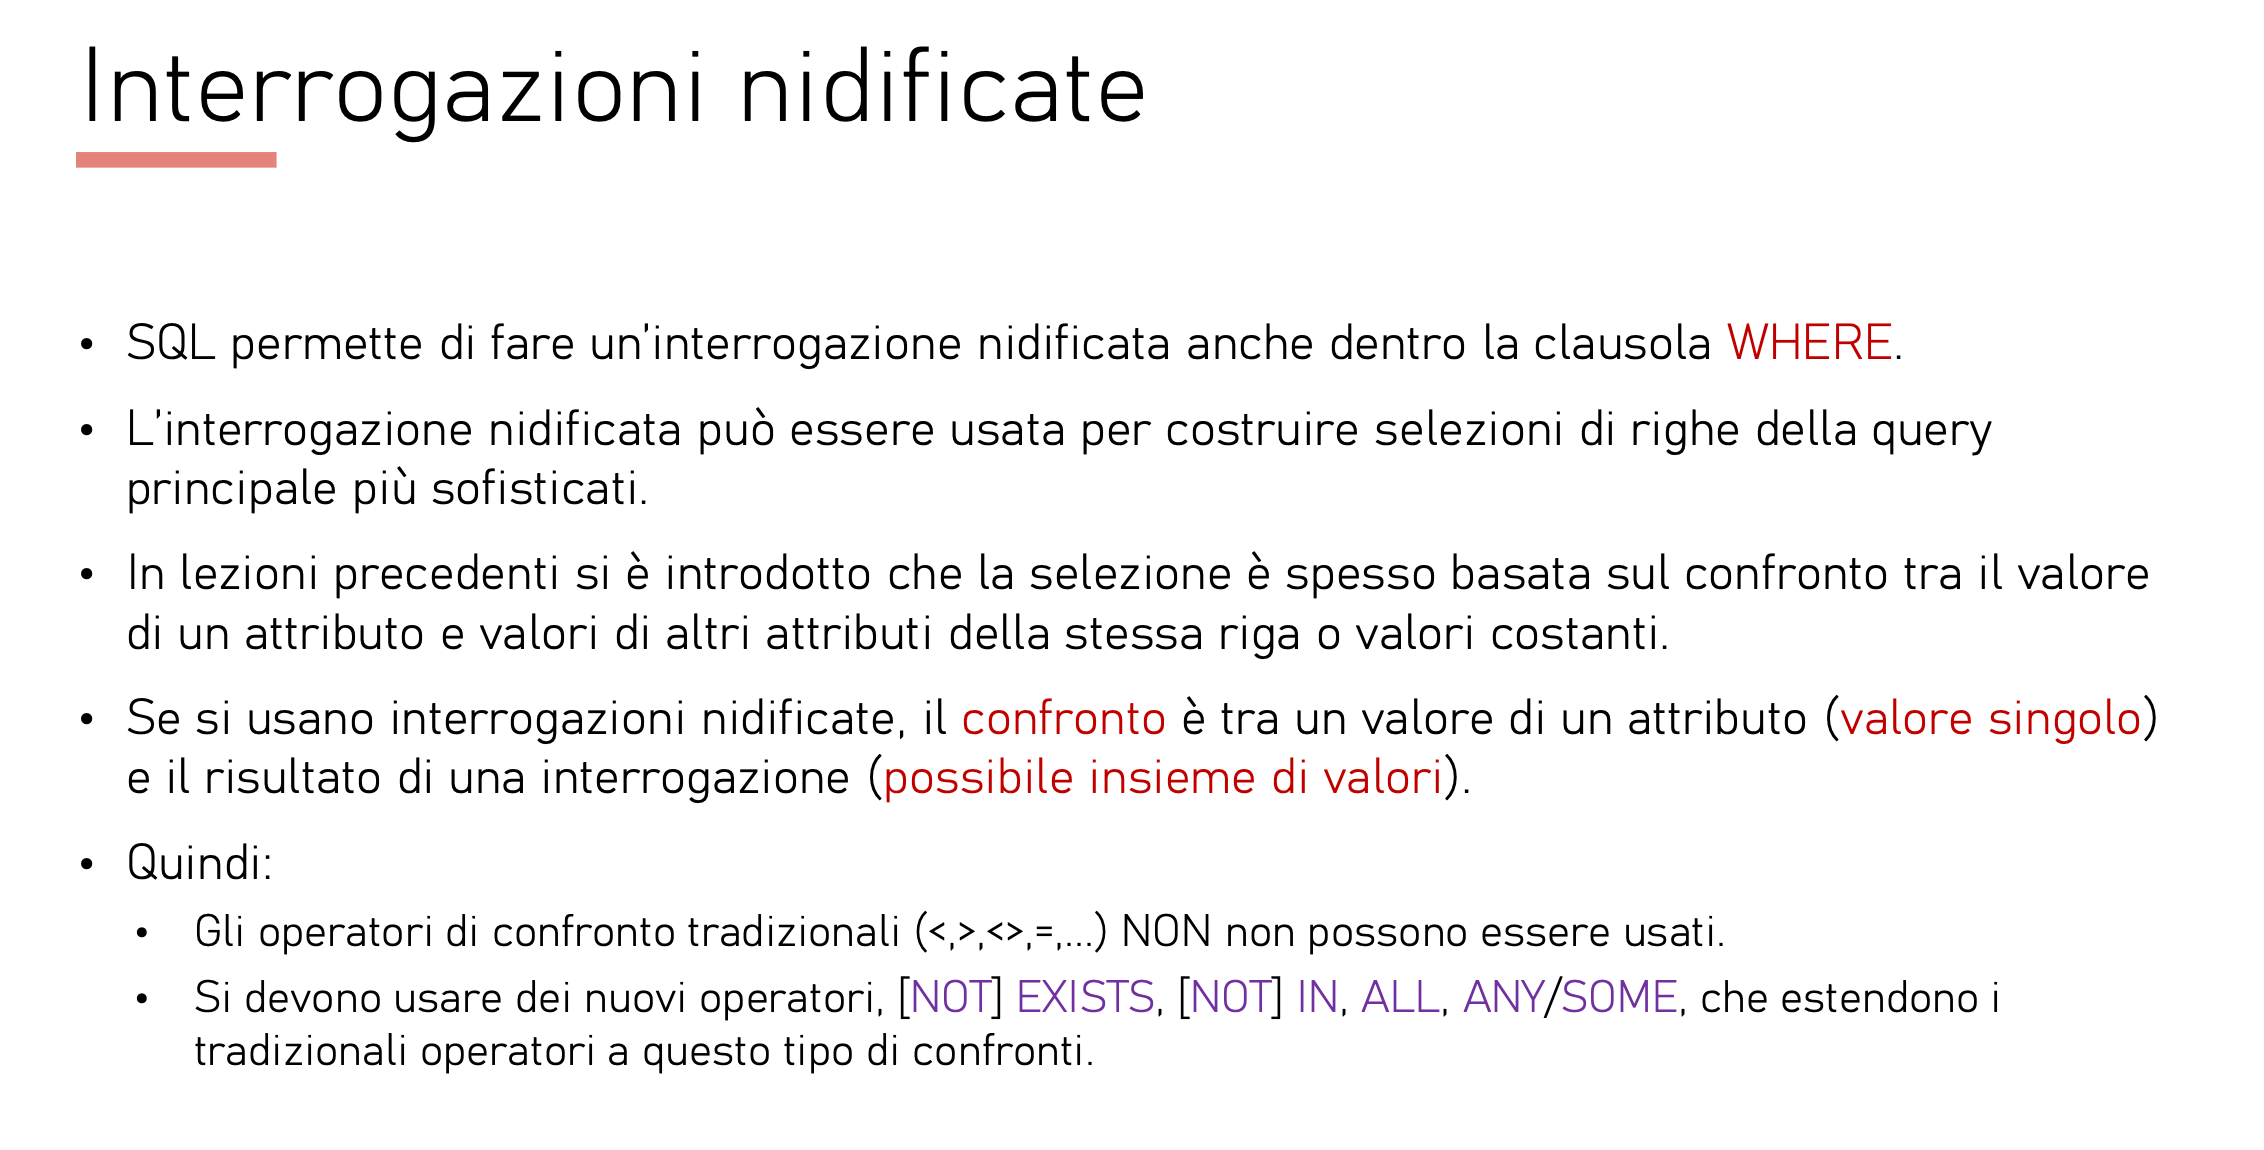 Interrogazioni nidificate
• SQL permette di fare un'interrogazione nidificata anche dentro la clausola WHERE.
• L'interrogazione nidificata può essere usata per costruire selezioni di righe della query
principale più sofisticati.
• In lezioni precedenti si è introdotto che la selezione è spesso basata sul confronto tra il valore
di un attributo e valori di altri attributi della stessa riga o valori costanti.
• Se si usano interrogazioni nidificate, il confronto è tra un valore di un attributo (valore singolo)
e il risultato di una interrogazione (possibile insieme di valori).
• Quindi:
• Gli operatori di confronto tradizionali (<,>,<>,=,...) NON non possono essere usati.
• Si devono usare dei nuovi operatori, [NOT] EXISTS, [NOT] IN, ALL, ANY/SOME, che estendono i
tradizionali operatori a questo tipo di confronti.